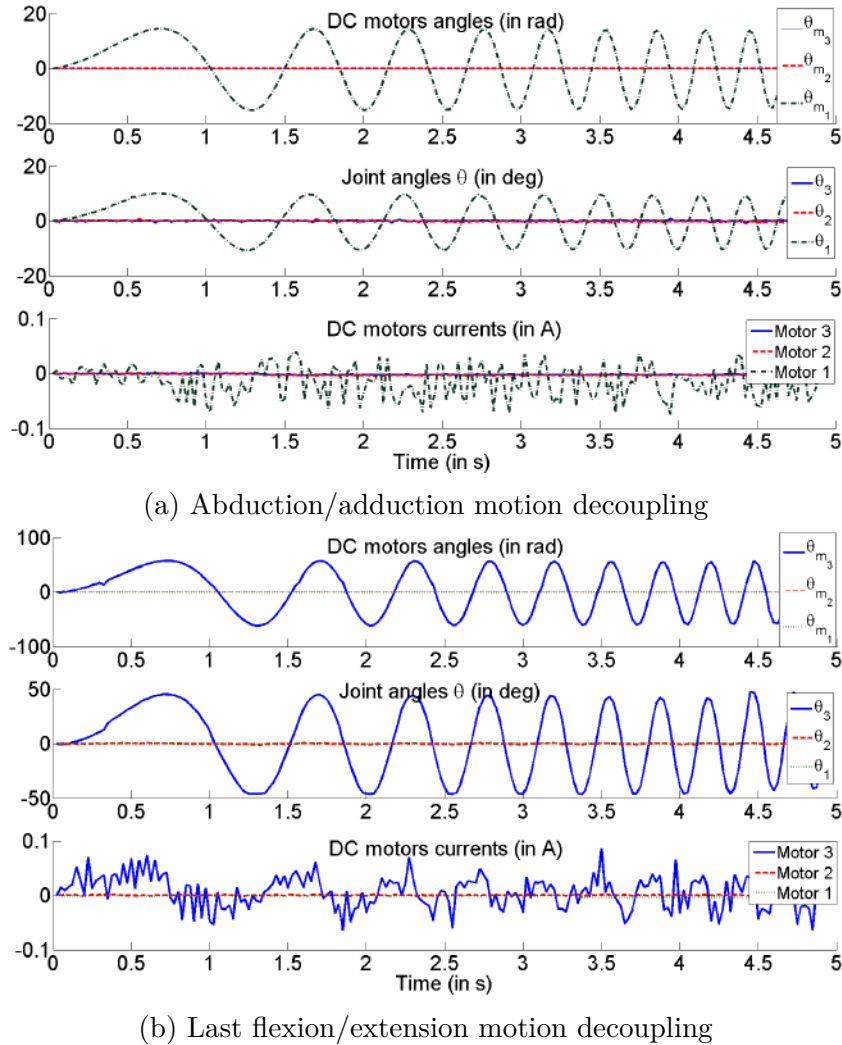 DC motors angles (in rad)
20
0
-20
0 0.5 1 1.5 2 2.5 3 3.5 4 4.5 5
θm3
θm2
θm1
Joint angles θ (in deg)
20
0
-20
0 0.5 1 1.5 2 2.5 3 3.5 4 4.5 5
θ3
θ2
θ1
DC motors currents (in A)
0.1
0
-0.1
0 0.5 1 1.5 2 2.5 3 3.5 4 4.5 5
Motor 3
Motor 2
Motor 1
Time (in s)
(a) Abduction/adduction motion decoupling
DC motors angles (in rad)
100
0
-100
0 0.5 1 1.5 2 2.5 3 3.5 4 4.5 5
θm3
θm2
θm1
Joint angles θ (in deg)
50
0
-50
0 0.5 1 1.5 2 2.5 3 3.5 4 4.5 5
θ3
θ2
θ1
DC motors currents (in A)
0.1
0
-0.1
0 0.5 1 1.5 2 2.5 3 3.5 4 4.5 5
Motor 3
Motor 2
Motor 1
Time (in s)
(b) Last flexion/extension motion decoupling